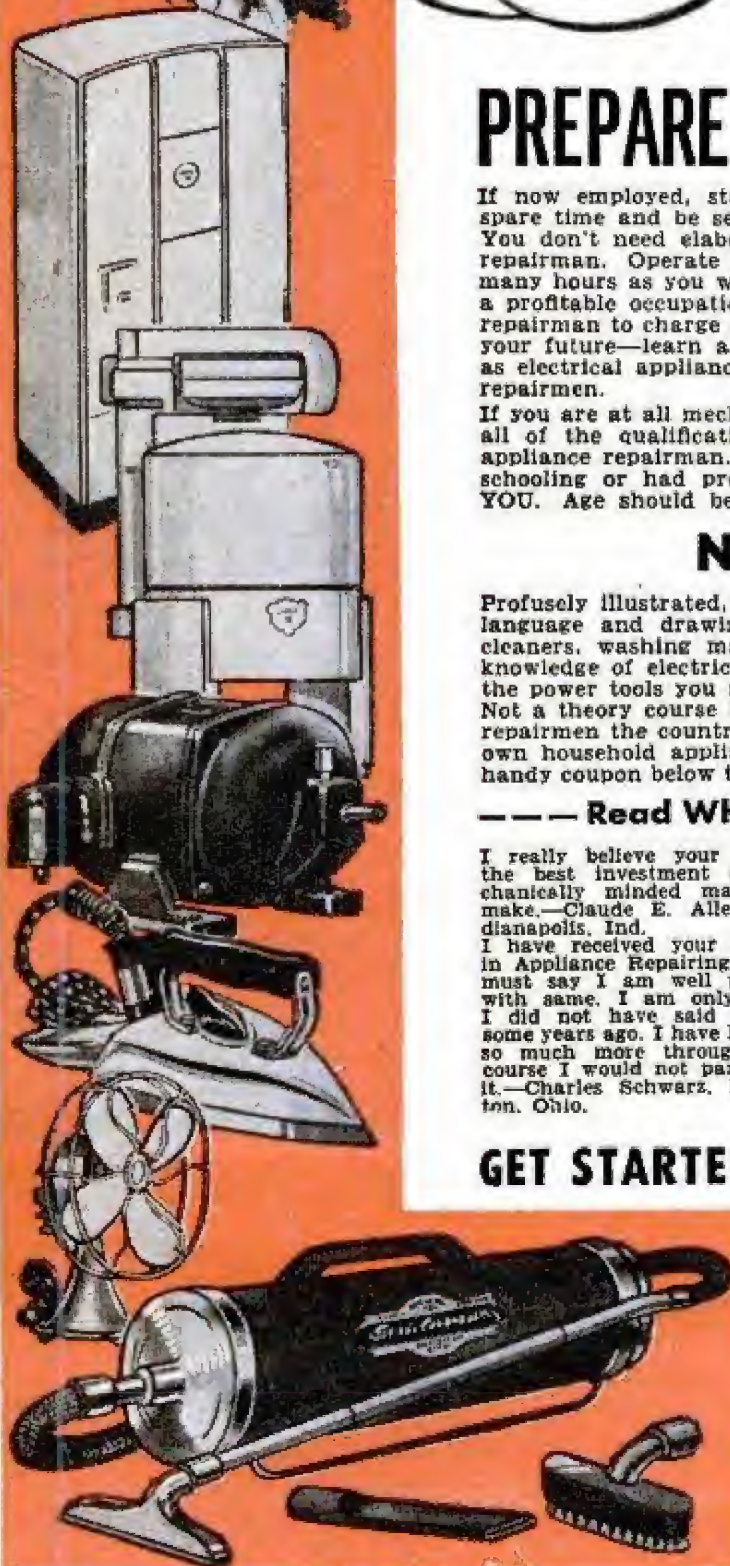 PREPARE
If now employed, sta
spare time and be se
You don't need elab
repairman. Operate
many hours as you w
a profitable occupati
repairman to charge
your future—learn a
as electrical applian
repairmen.
If you are at all mech
all of the qualificati
appliance repairman.
schooling or had pr
YOU. Age should be
N
Profusely illustrated,
language and drawi
cleaners, washing ma
knowledge of electric
the power tools you
Not a theory course
repairmen the countr
own household appli
handy coupon below t
———Read Wh
I really believe your
the best investment
chanically minded ma
make.—Claude E. Alle
dianapolis, Ind.
I have received your
in Appliance Repairing
must say I am well
with same. I am only
I did not have said
some years ago. I have
so much more throug
course I would not par
it.—Charles Schwarz,
ton, Ohio.
GET STARTE